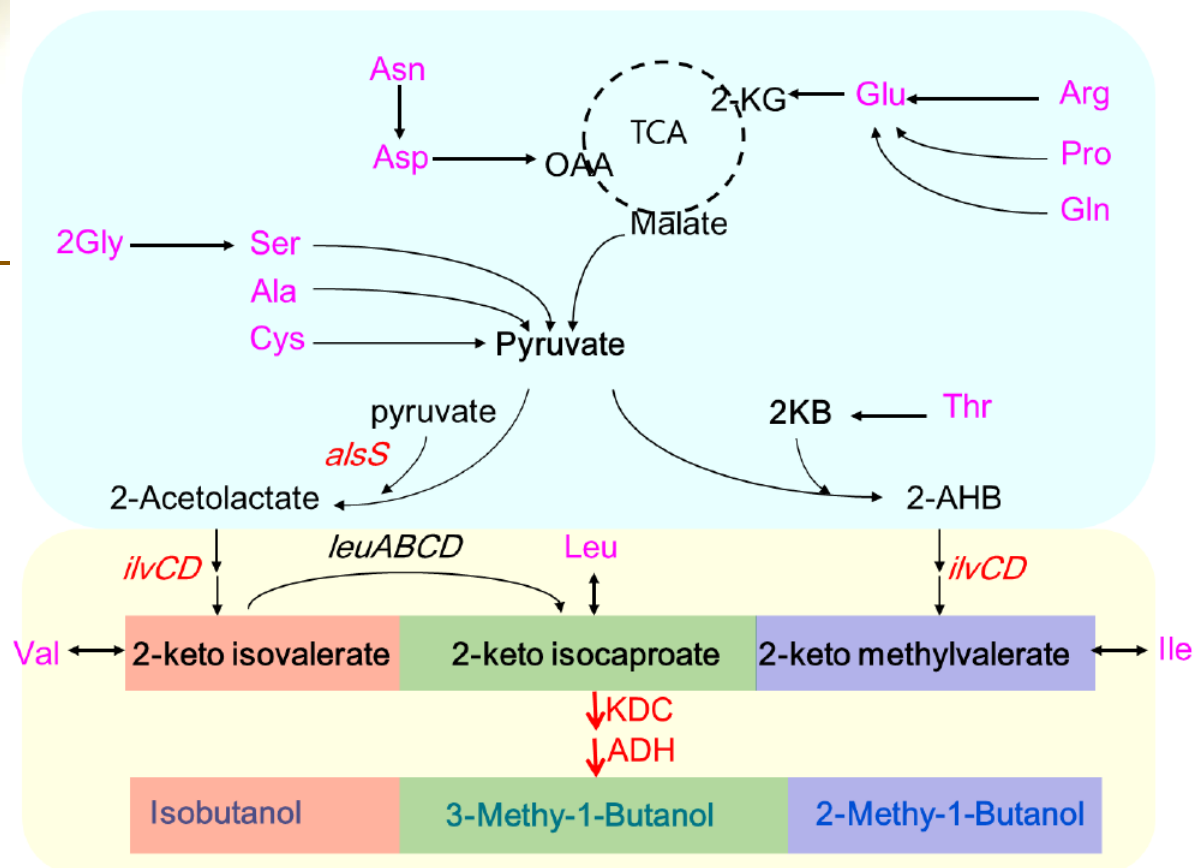 Asn
2-KG
Glu
Arg
TCA
Asp
OAA
Pro
Gln
Malate
2Gly
Ser
Ala
Cys
Pyruvate
pyruvate
2KB
Thr
alsS
2-Acetolactate
2-AHB
leuABCD
Leu
ilvCD
ilvCD
Val
2-keto isovalerate
2-keto isocaproate
2-keto methylvalerate
Ile
KDC
ADH
Isobutanol
3-Methy-1-Butanol
2-Methy-1-Butanol